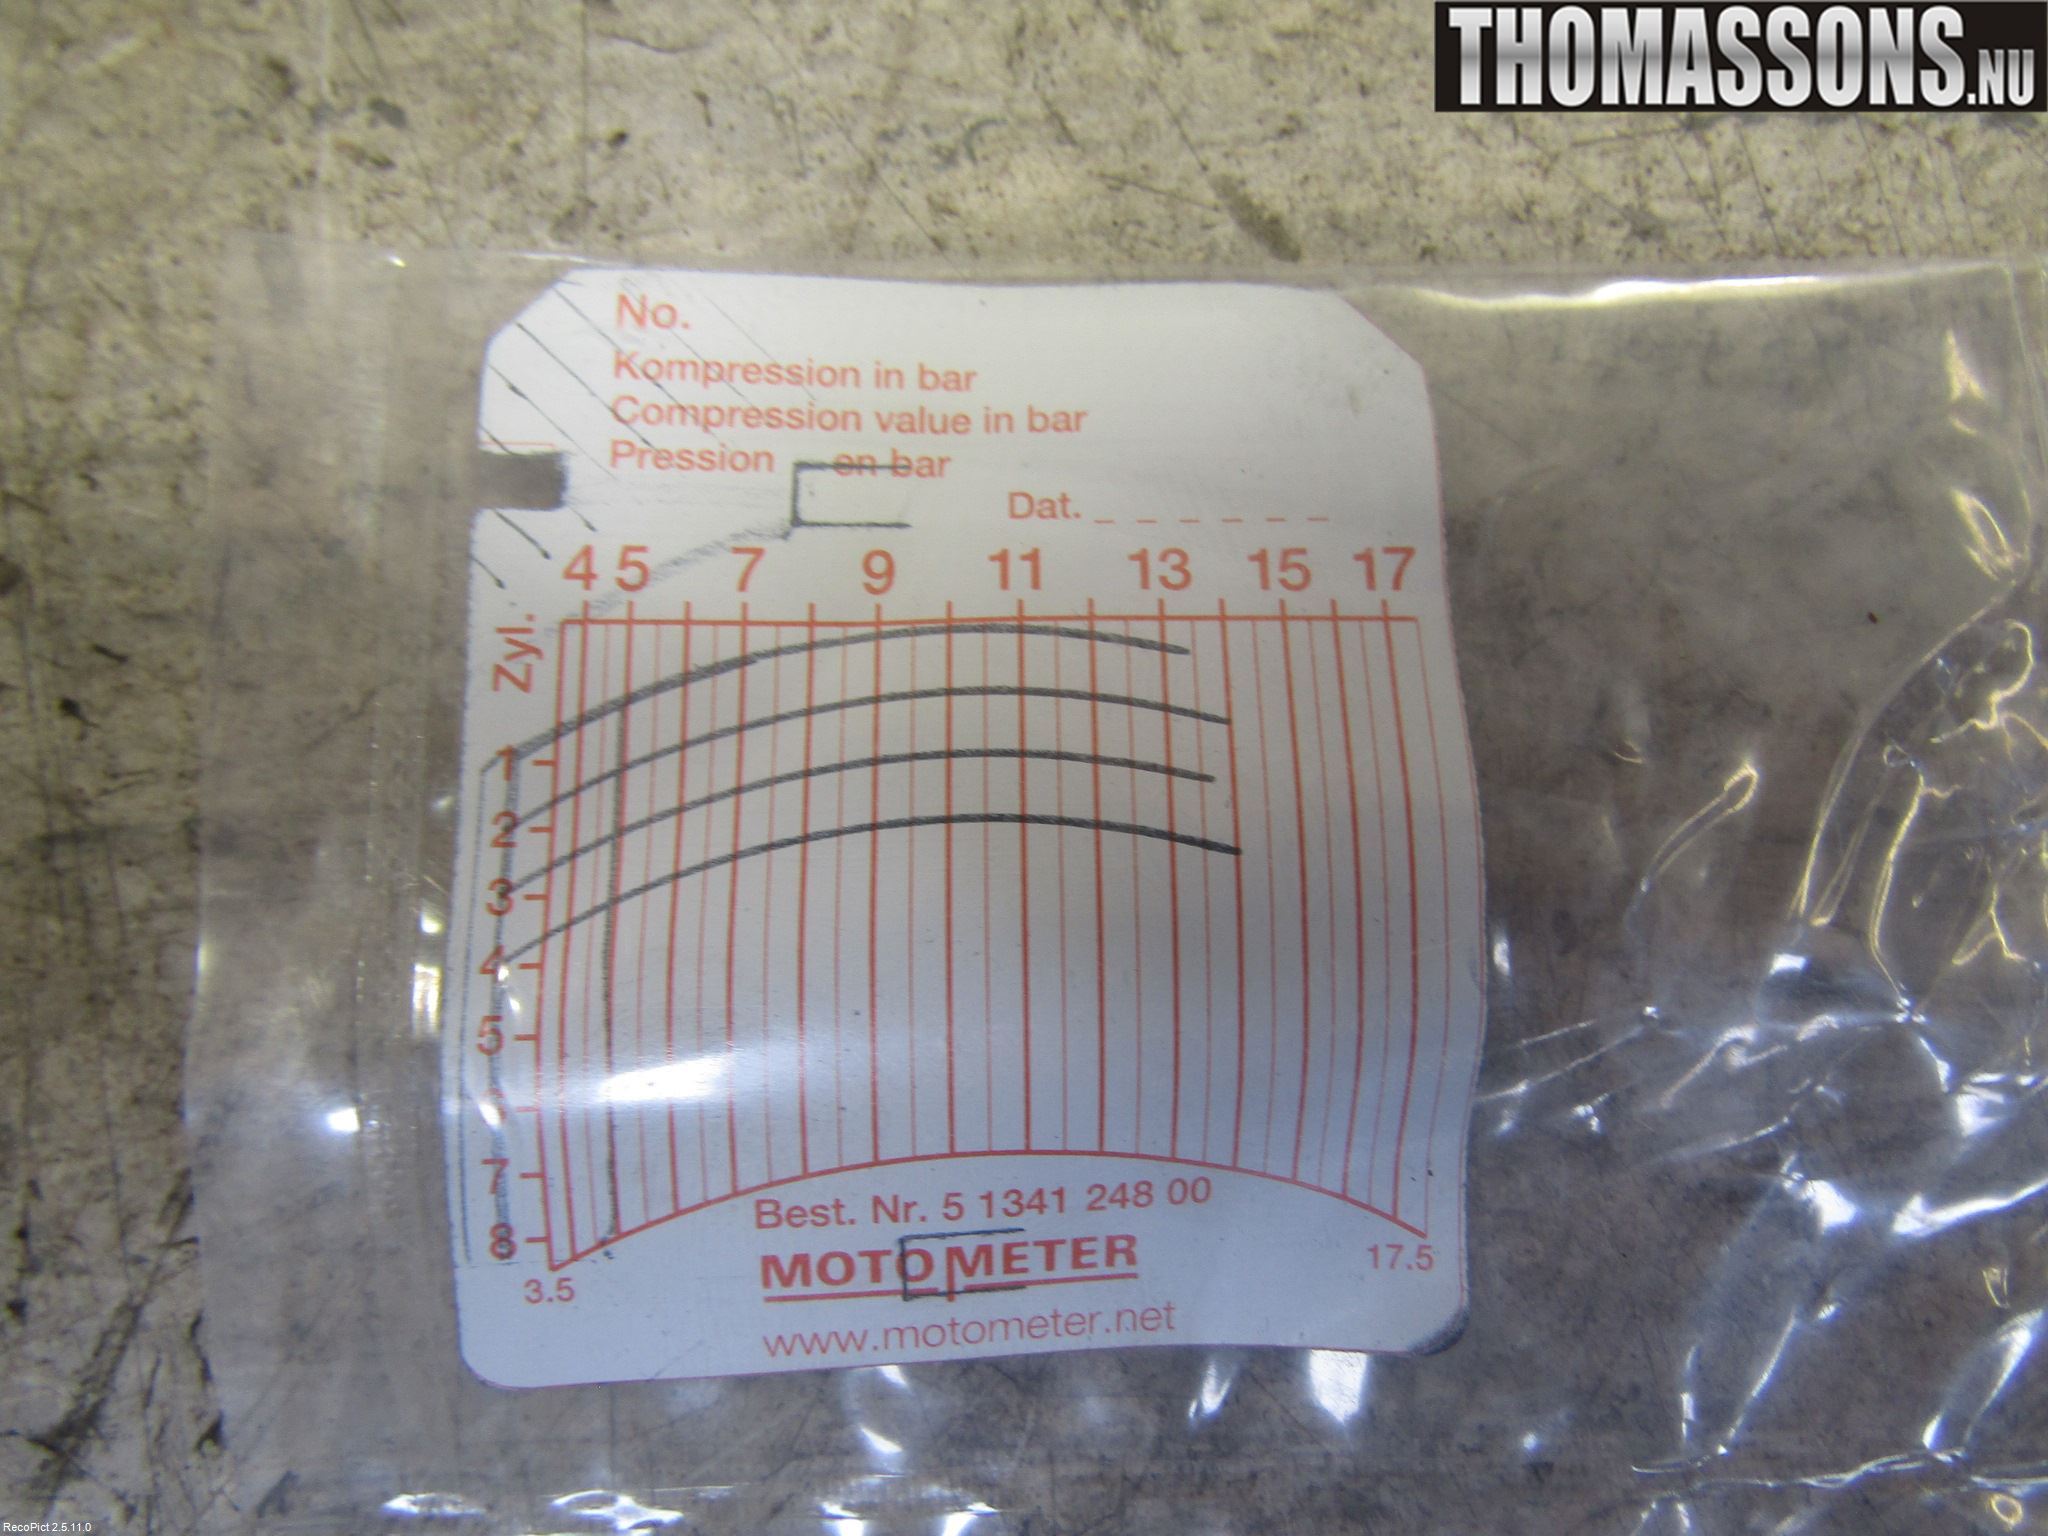 THOMASSONS.NU
No.
Kompression in bar
Compression value in bar
Pression en bar
Dat. _ _ _ _ _ _
4 5 7 9 11 13 15 17
Zyl.
1
2
3
4
5
6
7
8
3.5
17.5
Best. Nr. 5 1341 248 00
MOTOMETER
www.motometer.net
RecoPict 2.5.11.0